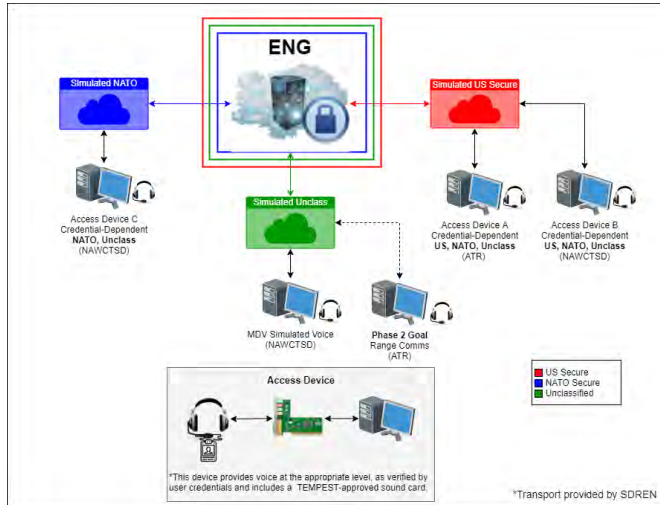 ENG
Simulated NATO
Simulated US Secure
Access Device C
Credential-Dependent
NATO, Unclass
(NAWCTSD)
Simulated Unclass
Access Device A
Credential-Dependent
US, NATO, Unclass
(ATR)
Access Device B
Credential-Dependent
US, NATO, Unclass
(NAWCTSD)
MDV Simulated Voice
(NAWCTSD)
Phase 2 Goal
Range Comms
(ATR)
US Secure
NATO Secure
Unclassified
Access Device
*This device provides voice at the appropriate level, as verified by
user credentials and includes a TEMPEST-approved sound card.
*Transport provided by SDREN